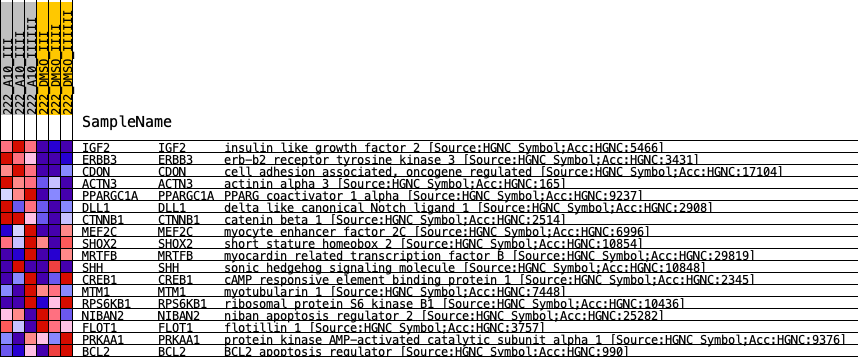 222_A10_III
222_A10_IIII
222_A10_IIIIII
222_DMSO_III
222_DMSO_IIII
222_DMSO_IIIIII
SampleName
IGF2 IGF2 insulin like growth factor 2 [Source:HGNC Symbol;Acc:HGNC:5466]
ERBB3 ERBB3 erb-b2 receptor tyrosine kinase 3 [Source:HGNC Symbol;Acc:HGNC:3431]
CDON CDON cell adhesion associated, oncogene regulated [Source:HGNC Symbol;Acc:HGNC:17104]
ACTN3 ACTN3 actinin alpha 3 [Source:HGNC Symbol;Acc:HGNC:165]
PPARGC1A PPARGC1A PPARG coactivator 1 alpha [Source:HGNC Symbol;Acc:HGNC:9237]
DLL1 DLL1 delta like canonical Notch ligand 1 [Source:HGNC Symbol;Acc:HGNC:2908]
CTNNB1 CTNNB1 catenin beta 1 [Source:HGNC Symbol;Acc:HGNC:2514]
MEF2C MEF2C myocyte enhancer factor 2C [Source:HGNC Symbol;Acc:HGNC:6996]
SHOX2 SHOX2 short stature homeobox 2 [Source:HGNC Symbol;Acc:HGNC:10854]
MRTFB MRTFB myocardin related transcription factor B [Source:HGNC Symbol;Acc:HGNC:29819]
SHH SHH sonic hedgehog signaling molecule [Source:HGNC Symbol;Acc:HGNC:10848]
CREB1 CREB1 cAMP responsive element binding protein 1 [Source:HGNC Symbol;Acc:HGNC:2345]
MTM1 MTM1 myotubularin 1 [Source:HGNC Symbol;Acc:HGNC:7448]
RPS6KB1 RPS6KB1 ribosomal protein S6 kinase B1 [Source:HGNC Symbol;Acc:HGNC:10436]
NIBAN2 NIBAN2 niban apoptosis regulator 2 [Source:HGNC Symbol;Acc:HGNC:25282]
FLOT1 FLOT1 flotillin 1 [Source:HGNC Symbol;Acc:HGNC:3757]
PRKAA1 PRKAA1 protein kinase AMP-activated catalytic subunit alpha 1 [Source:HGNC Symbol;Acc:HGNC:9376]
BCL2 BCL2 BCL2 apoptosis regulator [Source:HGNC Symbol;Acc:HGNC:990]